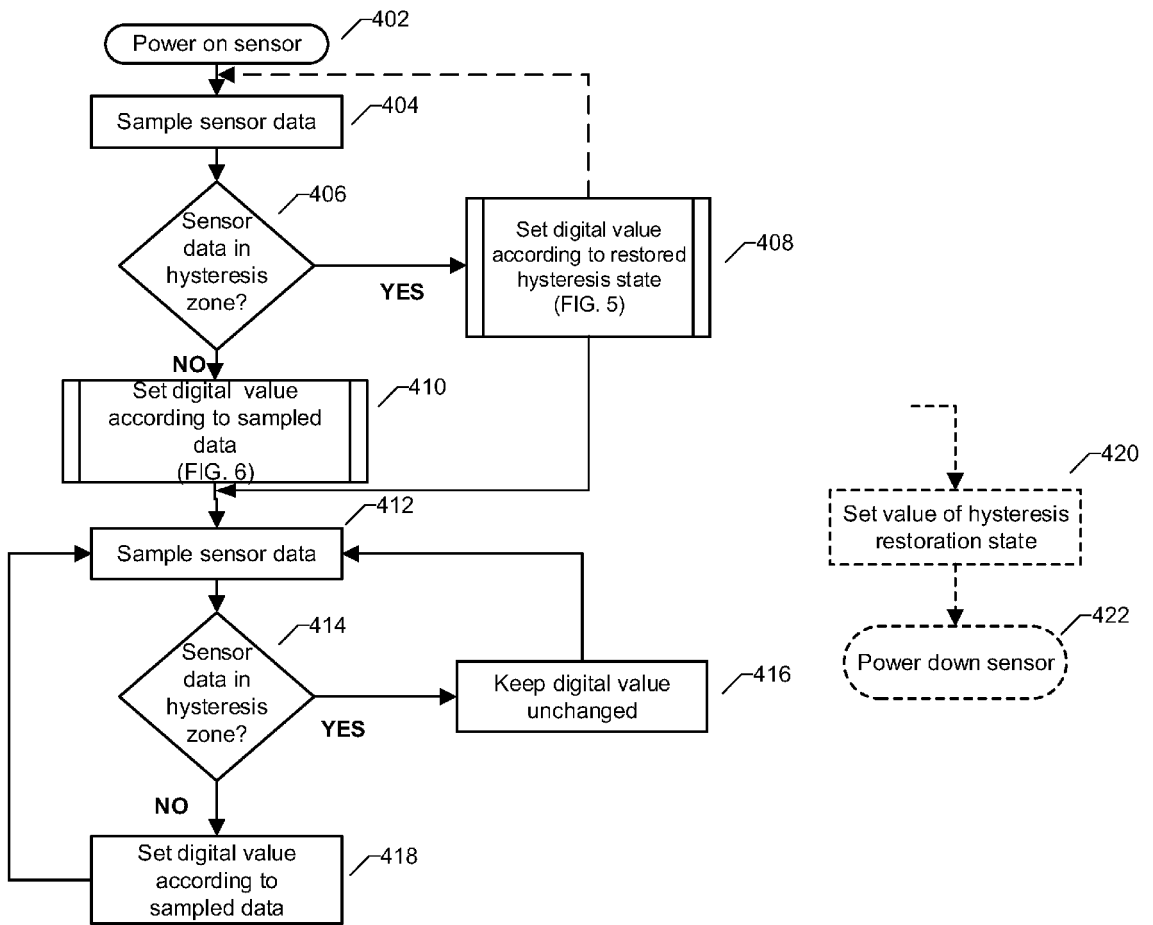 402
Power on sensor
404
Sample sensor data
406
Sensor
data in
hysteresis
zone?
YES
Set digital value
according to restored
hysteresis state
(FIG. 5)
408
NO
Set digital value
according to sampled
data
(FIG. 6)
410
412
Sample sensor data
414
Sensor
data in
hysteresis
zone?
YES
Keep digital value
unchanged
416
NO
Set digital value
according to
sampled data
418
420
Set value of hysteresis
restoration state
422
Power down sensor